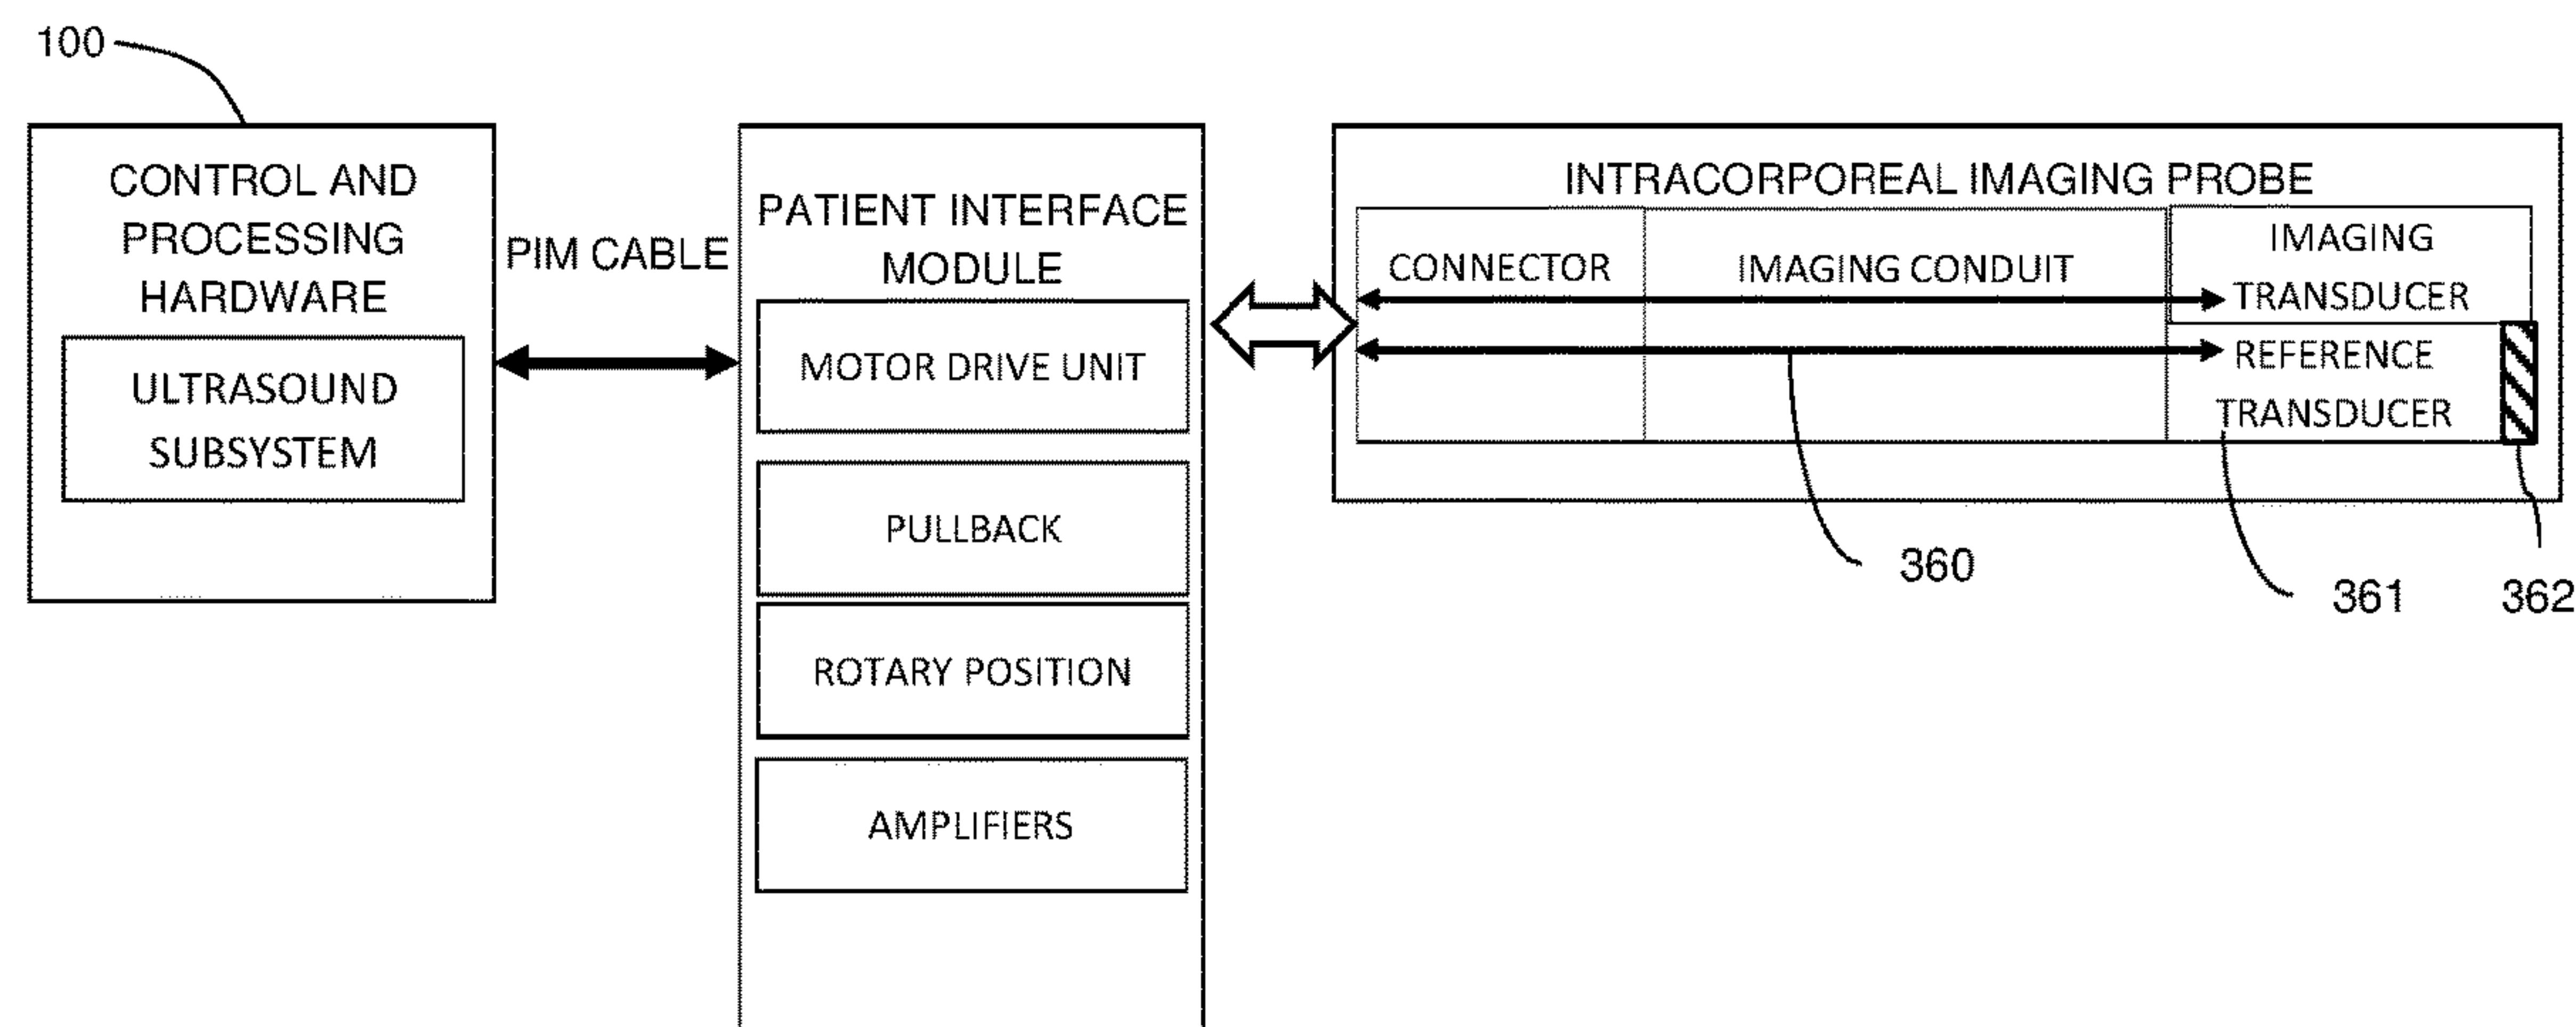 100
CONTROL AND
PROCESSING
HARDWARE
ULTRASOUND
SUBSYSTEM
PIM CABLE
PATIENT INTERFACE
MODULE
MOTOR DRIVE UNIT
PULLBACK
ROTARY POSITION
AMPLIFIERS
INTRACORPOREAL IMAGING PROBE
CONNECTOR
IMAGING CONDUIT
IMAGING
TRANSDUCER
REFERENCE
TRANSDUCER
360
361
362